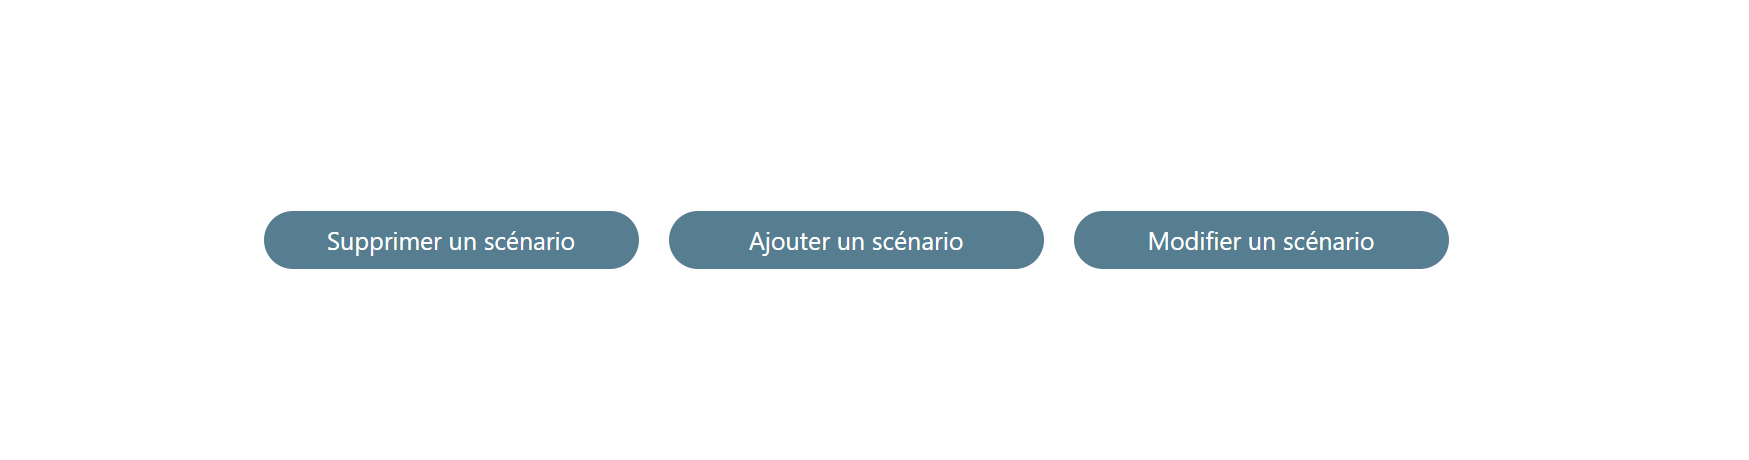 Supprimer un scénario
Ajouter un scénario
Modifier un scénario